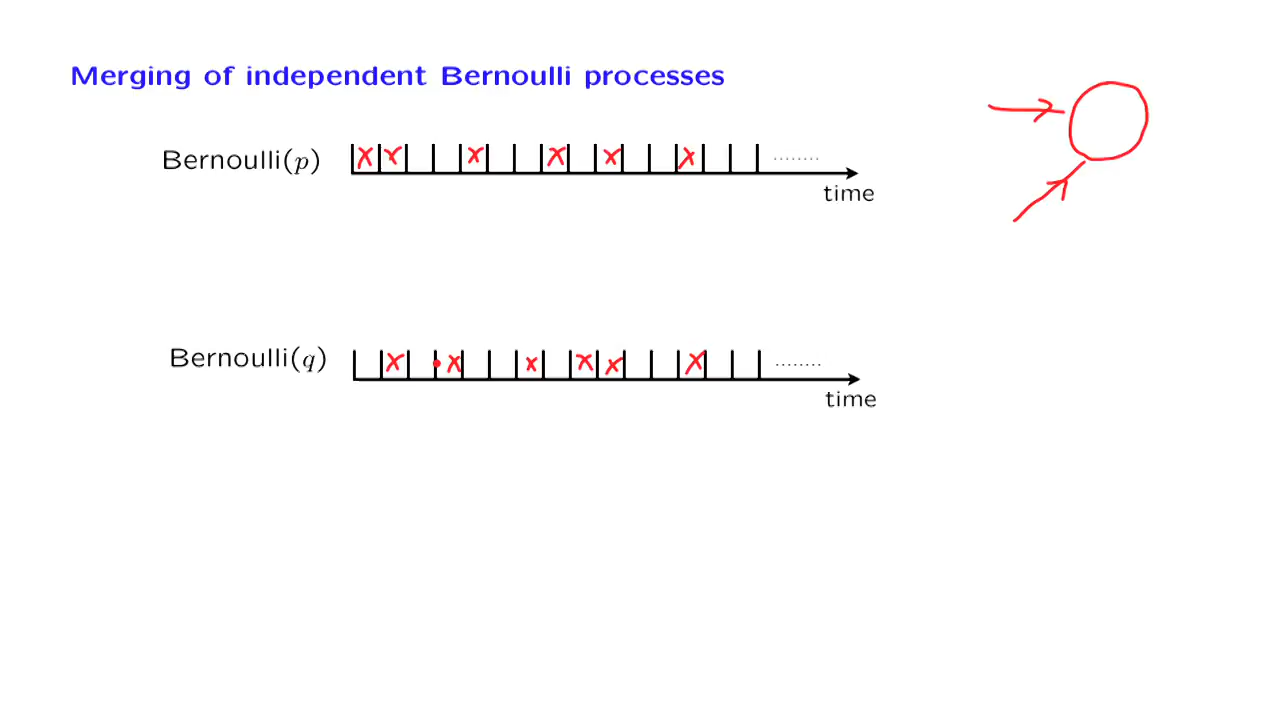 Merging of independent Bernoulli processes
Bernoulli(p) X X X X X X ........
time
Bernoulli(q) X X X X X X ........
time